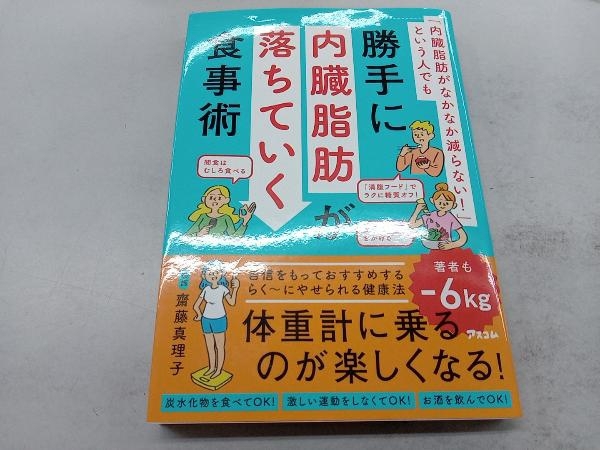 「内臓脂肪がなかなか減らない！」
という人でも
勝手に
内臓脂肪が
落ちていく
食事術
間食は
むしろ食べる
「満腹フード」で
ラクに糖質オフ！
齋藤真理子
自信をもっておすすめする
らく〜にやせられる健康法
著者も
-6kg
アスコム
体重計に乗る
のが楽しくなる！
炭水化物を食べてOK！
激しい運動をしなくてOK！
お酒を飲んでOK！